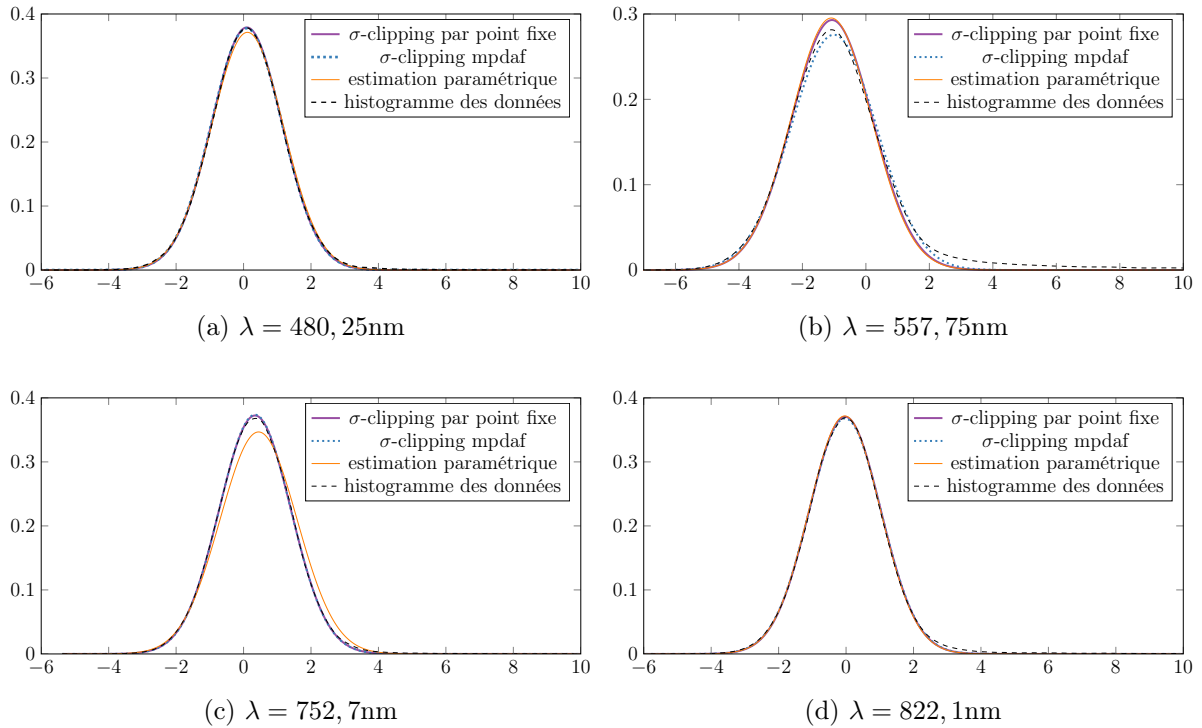 0.4
0.3
0.2
0.1
0
−6 −4 −2 0 2 4 6 8 10
σ-clipping par point fixe
σ-clipping mpdaf
estimation paramétrique
histogramme des données
(a) λ = 480, 25nm
0.3
0.2
0.1
0
−6 −4 −2 0 2 4 6 8 10
σ-clipping par point fixe
σ-clipping mpdaf
estimation paramétrique
histogramme des données
(b) λ = 557, 75nm
0.4
0.3
0.2
0.1
0
−6 −4 −2 0 2 4 6 8 10
σ-clipping par point fixe
σ-clipping mpdaf
estimation paramétrique
histogramme des données
(c) λ = 752, 7nm
0.4
0.3
0.2
0.1
0
−6 −4 −2 0 2 4 6 8 10
σ-clipping par point fixe
σ-clipping mpdaf
estimation paramétrique
histogramme des données
(d) λ = 822, 1nm